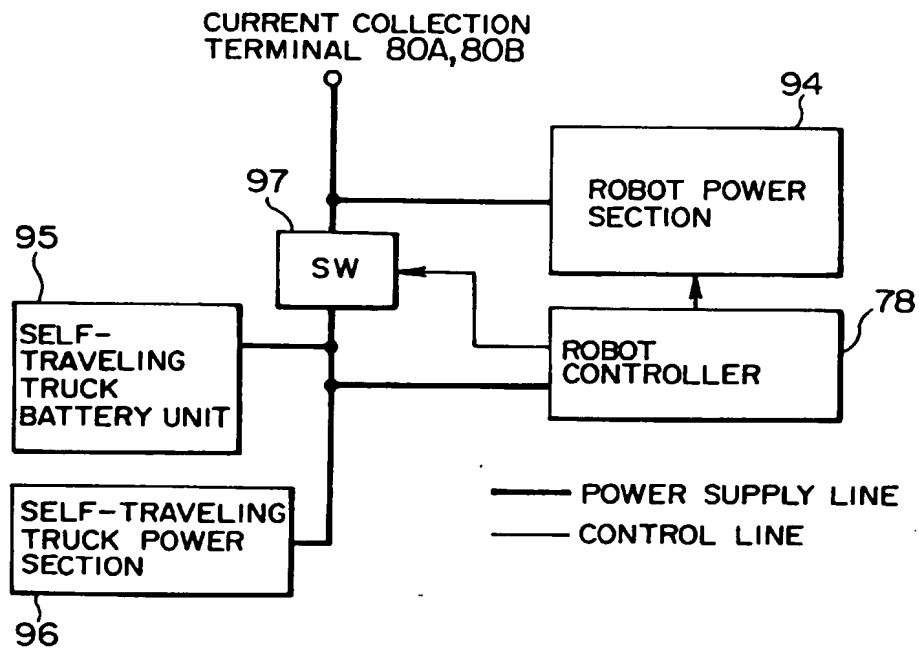 CURRENT COLLECTION
TERMINAL 80A, 80B
94
97
ROBOT POWER
SECTION
95
SW
78
SELF-
TRAVELING
TRUCK
BATTERY UNIT
ROBOT
CONTROLLER
SELF-TRAVELING
TRUCK POWER
SECTION
POWER SUPPLY LINE
CONTROL LINE
96